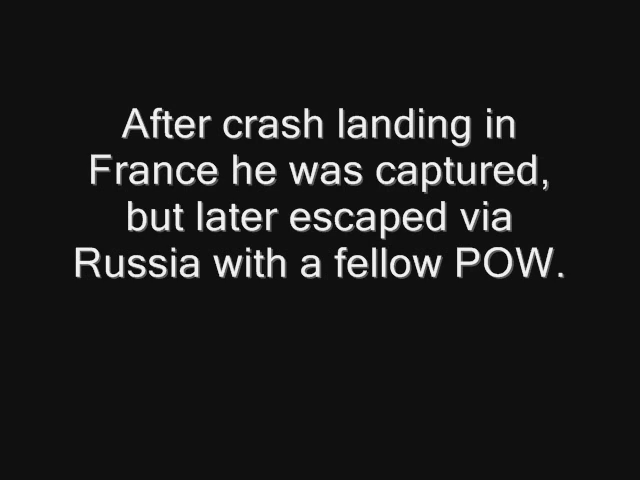 After crash landing in
France he was captured,
but later escaped via
Russia with a fellow POW.